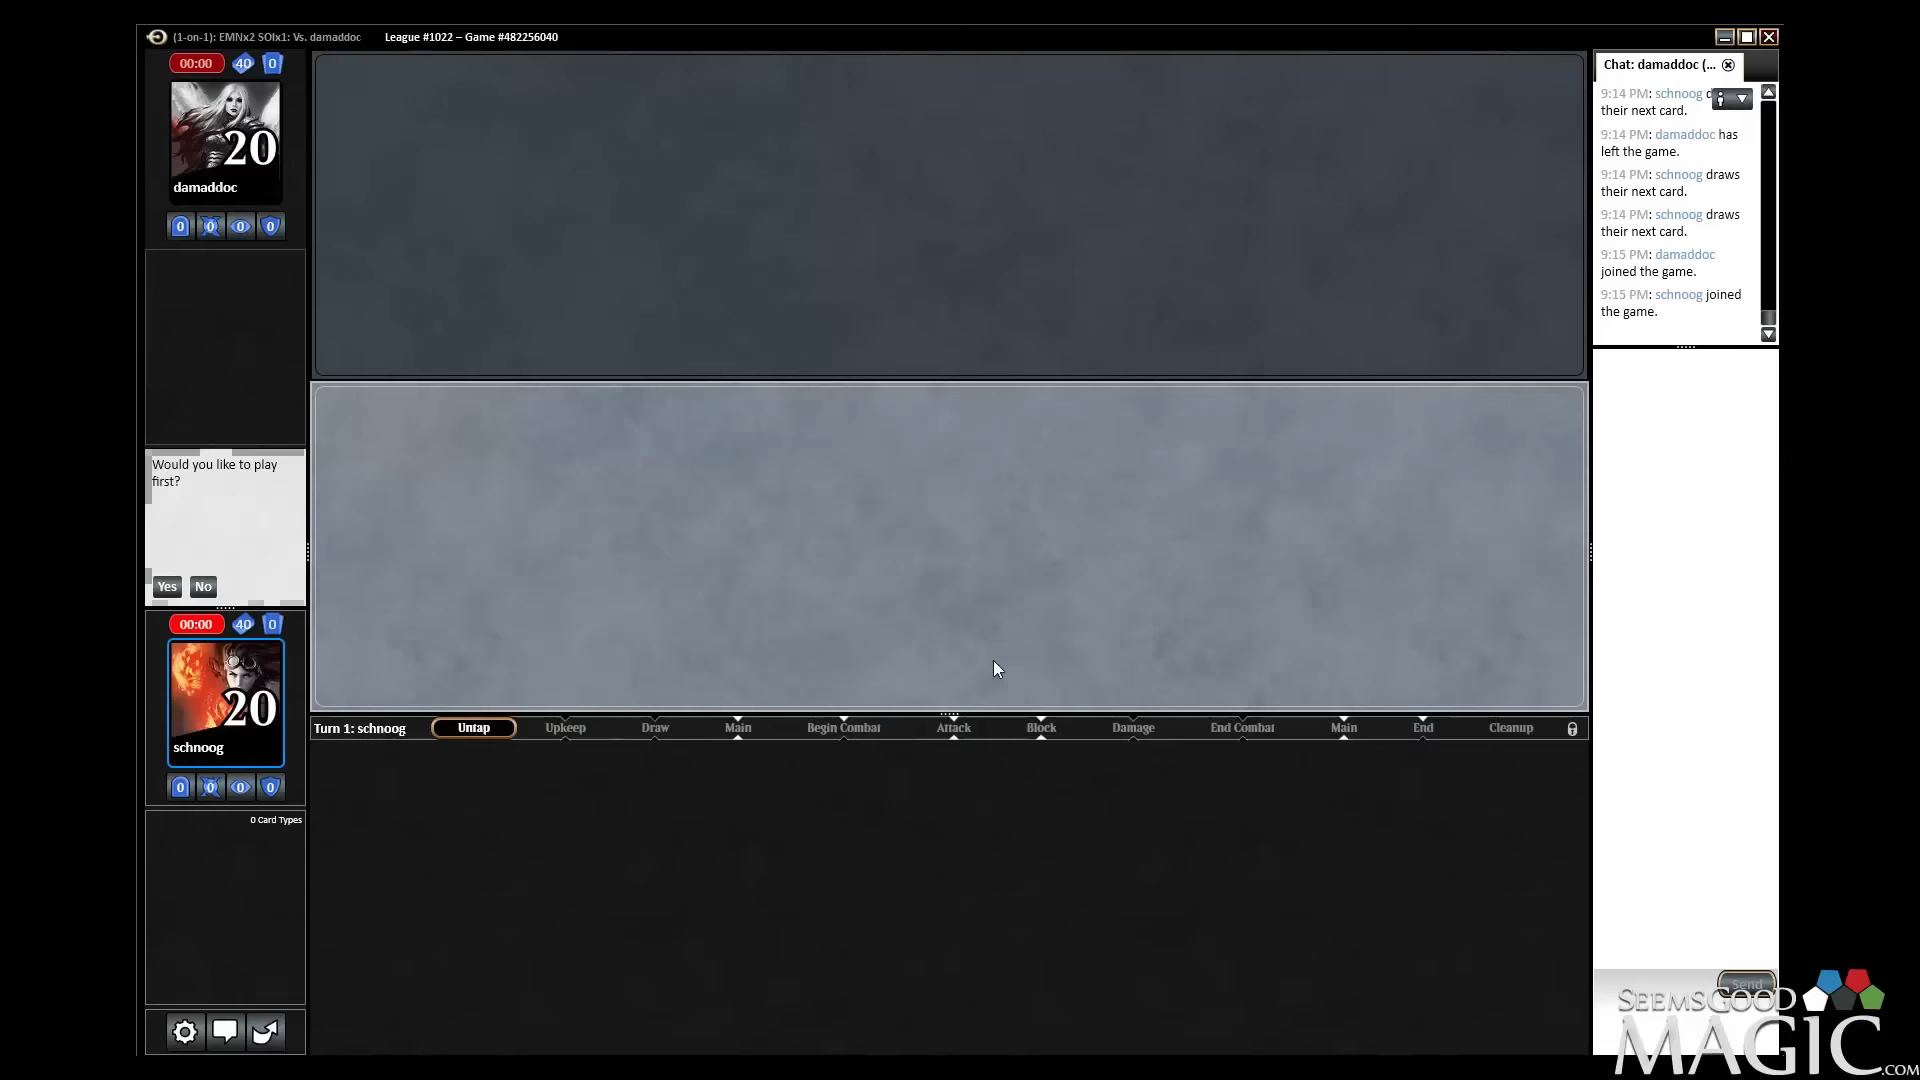 (1-on-1): EMNx2 SOIx1: Vs. damaddoc
League #1022 – Game #482256040
00:00
40
0
20
damaddoc
0
0
0
0
Would you like to play
first?
Yes
No
00:00
40
0
20
schnoog
0
0
0
0
0 Card Types
Turn 1: schnoog
Untap
Upkeep
Draw
Main
Begin Combat
Attack
Block
Damage
End Combat
Main
End
Cleanup
Chat: damaddoc (...
9:14 PM: schnoog
their next card.
9:14 PM: damaddoc has
left the game.
9:14 PM: schnoog draws
their next card.
9:14 PM: schnoog draws
their next card.
9:15 PM: damaddoc
joined the game.
9:15 PM: schnoog joined
the game.
Send
SEEMSGOOD
MAGIC.COM